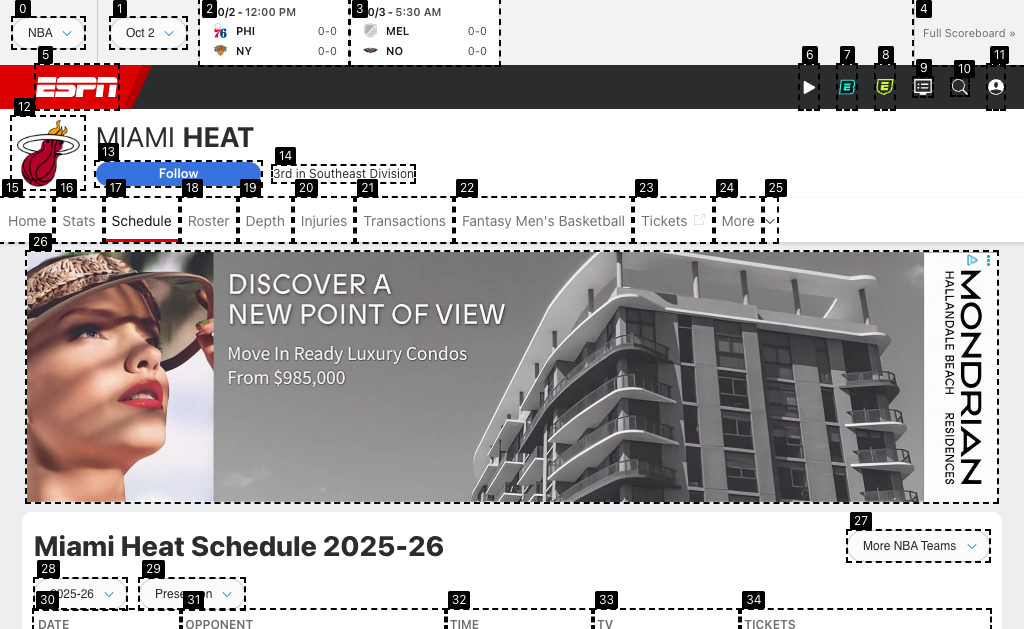 0
1
2
3
4
NBA
Oct 2
0/2 - 12:00 PM
PHI 0-0
NY 0-0
0/3 - 5:30 AM
MEL 0-0
NO 0-0
Full Scoreboard »
5
6
7
8
9
10
11
ESPN
12
MIAMI HEAT
13
14
Follow
3rd in Southeast Division
15
16
17
18
19
20
21
22
23
24
25
Home
Stats
Schedule
Roster
Depth
Injuries
Transactions
Fantasy Men's Basketball
Tickets
More
26
DISCOVER A
NEW POINT OF VIEW
Move In Ready Luxury Condos
From $985,000
MONDRIAN
HALLANDALE BEACH RESIDENCES
27
Miami Heat Schedule 2025-26
More NBA Teams
28
29
2025-26
30
31
32
33
34
DATE
OPPONENT
TIME
TV
TICKETS